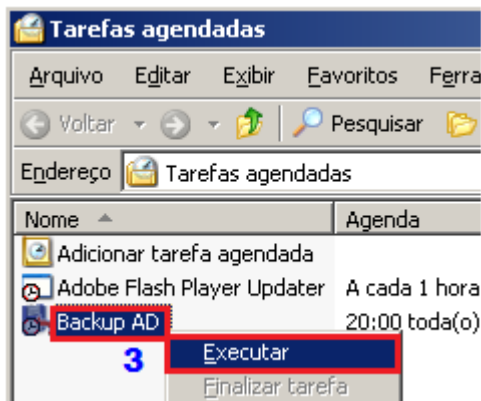 Tarefas agendadas
Arquivo Editar Exibir Favoritos Ferra
Voltar Pesquisar
Endereço Tarefas agendadas
Nome Agenda
Adicionar tarefa agendada
Adobe Flash Player Updater A cada 1 hora
Backup AD 20:00 toda(o)
3 Executar
Finalizar tarefa